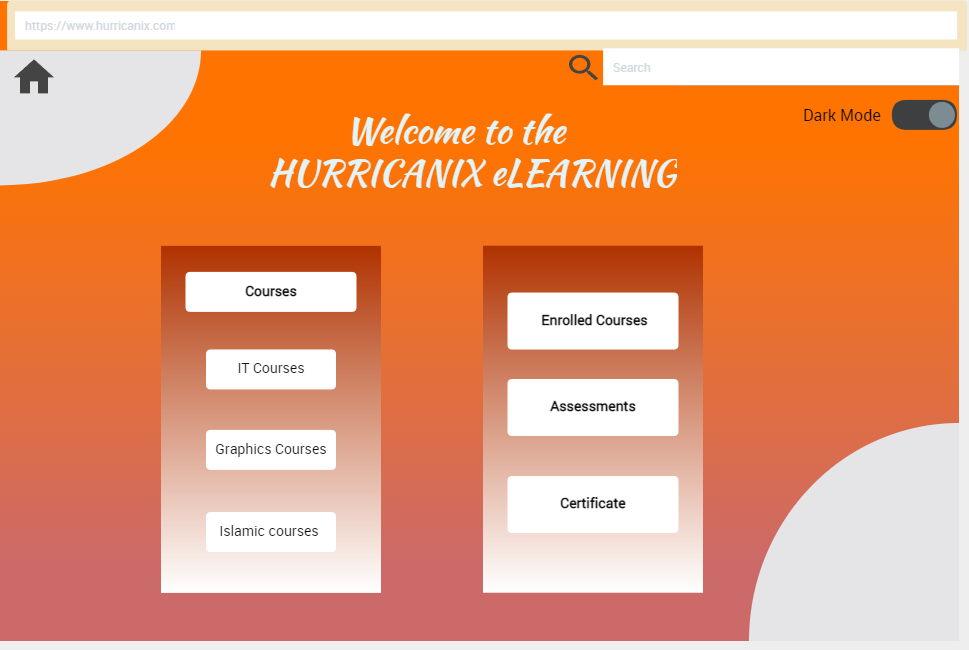 https://www.hurricanix.com
Search
Dark Mode
Welcome to the
HURRICANIX eLEARNING
Courses
IT Courses
Graphics Courses
Islamic courses
Enrolled Courses
Assessments
Certificate